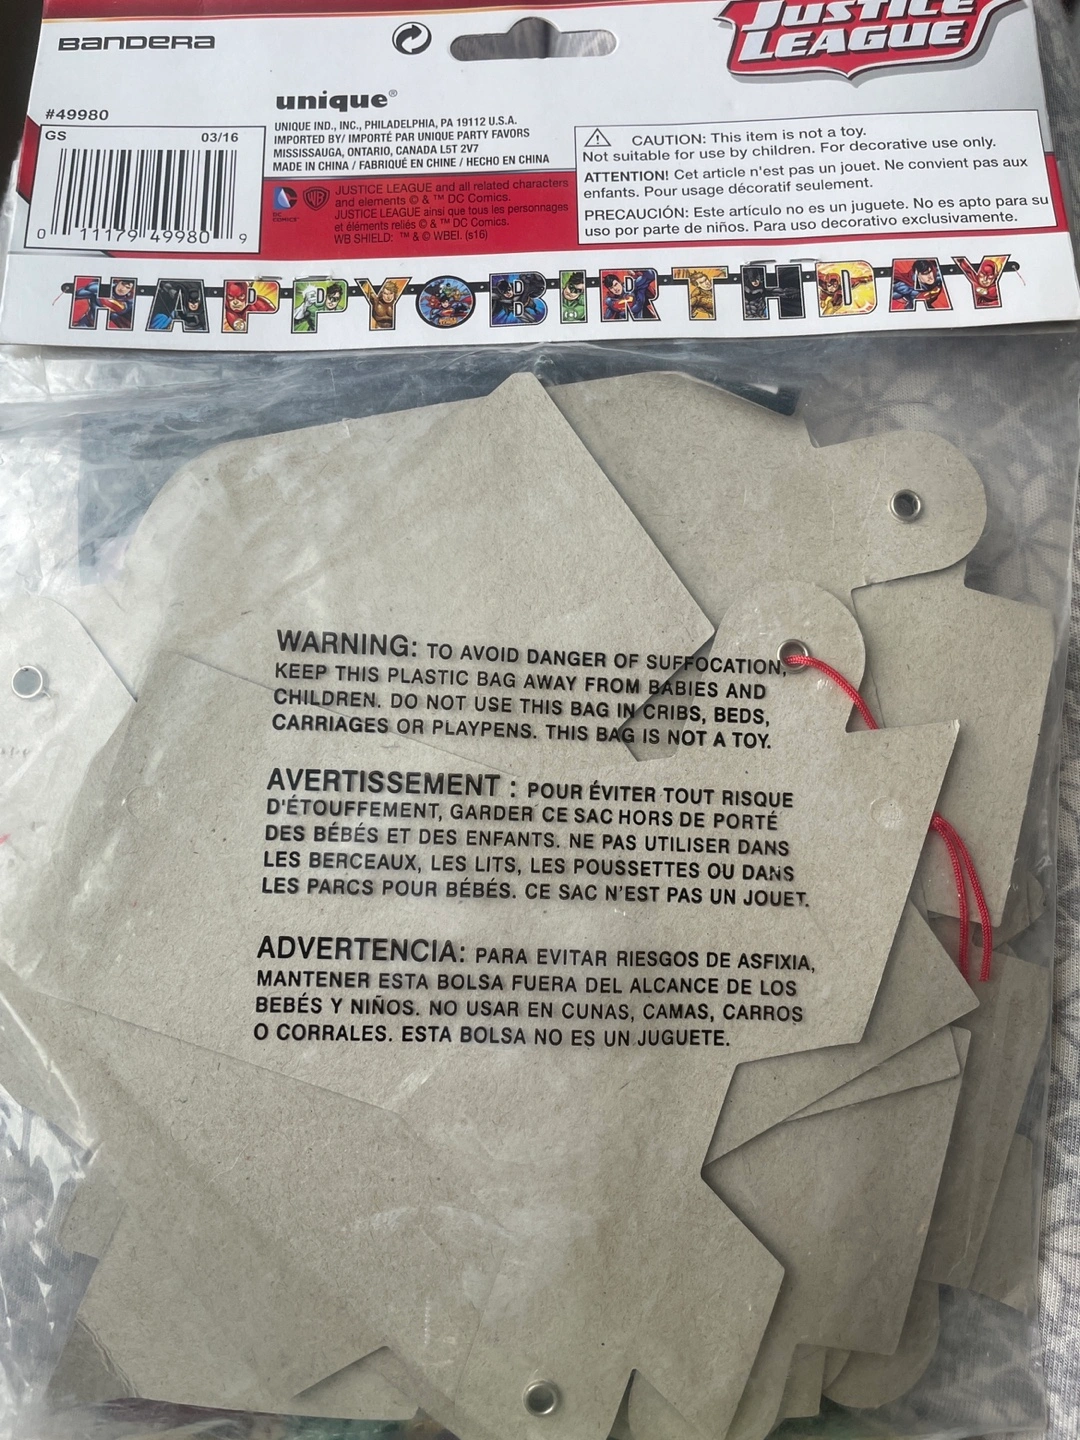 BANDERA
JUSTICE
LEAGUE
#49980
GS 03/16
0 11179 49980 9
unique®
UNIQUE IND., INC., PHILADELPHIA, PA 19112 U.S.A.
IMPORTED BY/ IMPORTÉ PAR UNIQUE PARTY FAVORS
MISSISSAUGA, ONTARIO, CANADA L5T 2V7
MADE IN CHINA / FABRIQUÉ EN CHINE / HECHO EN CHINA
DC
COMICS™
WB
JUSTICE LEAGUE and all related characters
and elements © & ™ DC Comics.
JUSTICE LEAGUE ainsi que tous les personnages
et éléments reliés © & ™ DC Comics.
WB SHIELD: ™ & © WBEI. (s16)
CAUTION: This item is not a toy.
Not suitable for use by children. For decorative use only.
ATTENTION! Cet article n'est pas un jouet. Ne convient pas aux
enfants. Pour usage décoratif seulement.
PRECAUCIÓN: Este artículo no es un juguete. No es apto para su
uso por parte de niños. Para uso decorativo exclusivamente.
HAPPY BIRTHDAY
WARNING: TO AVOID DANGER OF SUFFOCATION,
KEEP THIS PLASTIC BAG AWAY FROM BABIES AND
CHILDREN. DO NOT USE THIS BAG IN CRIBS, BEDS,
CARRIAGES OR PLAYPENS. THIS BAG IS NOT A TOY.
AVERTISSEMENT : POUR ÉVITER TOUT RISQUE
D'ÉTOUFFEMENT, GARDER CE SAC HORS DE PORTÉ
DES BÉBÉS ET DES ENFANTS. NE PAS UTILISER DANS
LES BERCEAUX, LES LITS, LES POUSSETTES OU DANS
LES PARCS POUR BÉBÉS. CE SAC N'EST PAS UN JOUET.
ADVERTENCIA: PARA EVITAR RIESGOS DE ASFIXIA,
MANTENER ESTA BOLSA FUERA DEL ALCANCE DE LOS
BEBÉS Y NIÑOS. NO USAR EN CUNAS, CAMAS, CARROS
O CORRALES. ESTA BOLSA NO ES UN JUGUETE.